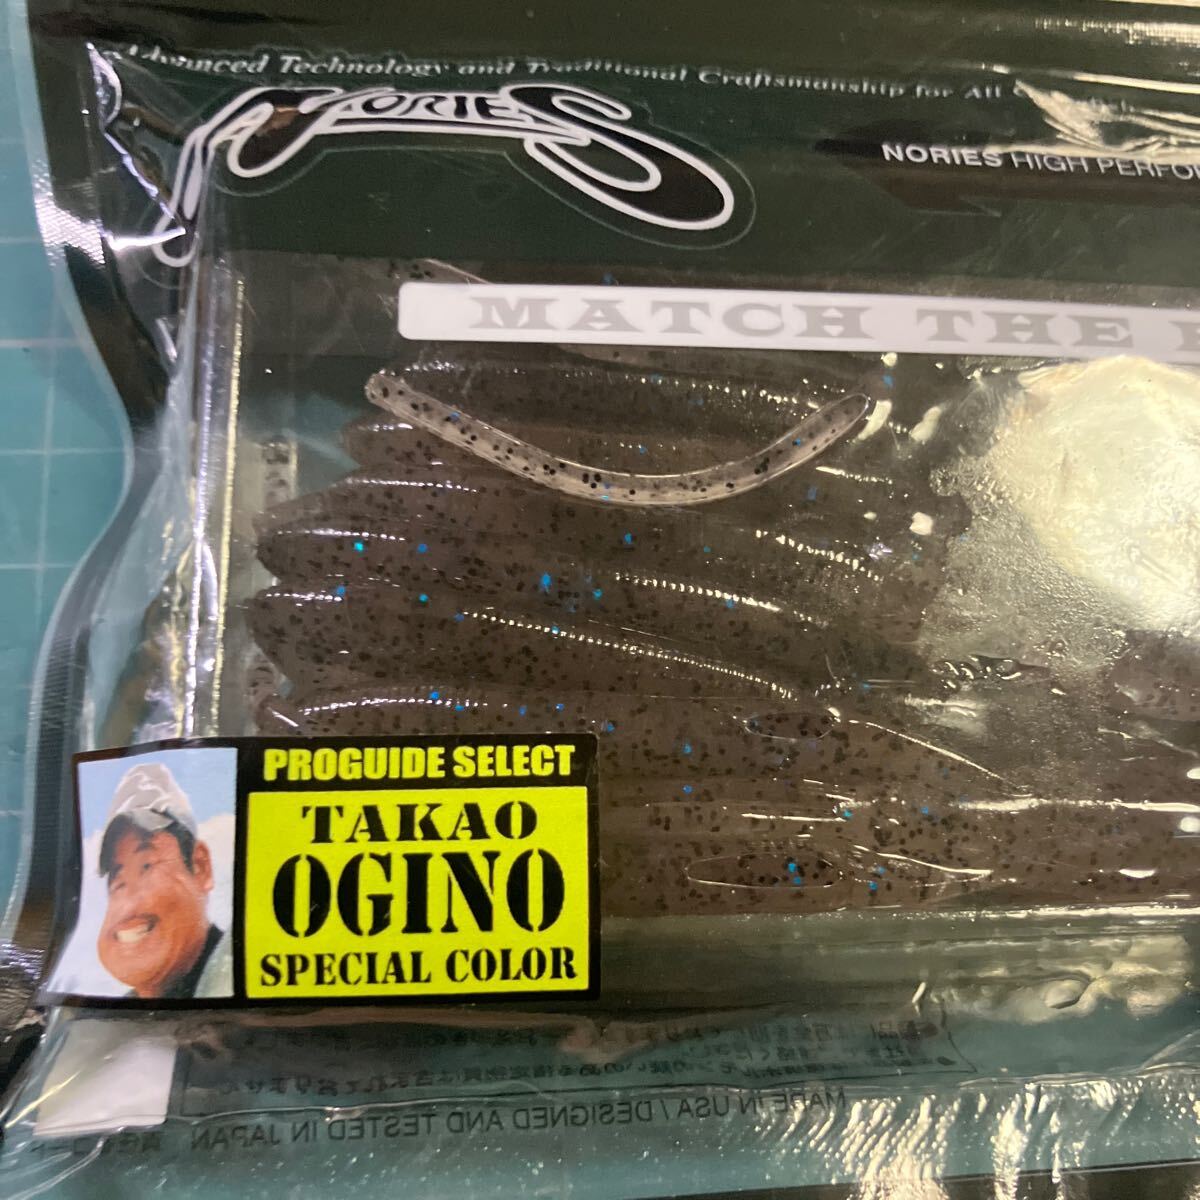 Advanced Technology and Traditional Craftsmanship for All
NORIES
NORIES HIGH PERFO
MATCH THE
PROGUIDE SELECT
TAKAO
OGINO
SPECIAL COLOR
MADE IN USA / DESIGNED AND TESTED IN JAPAN